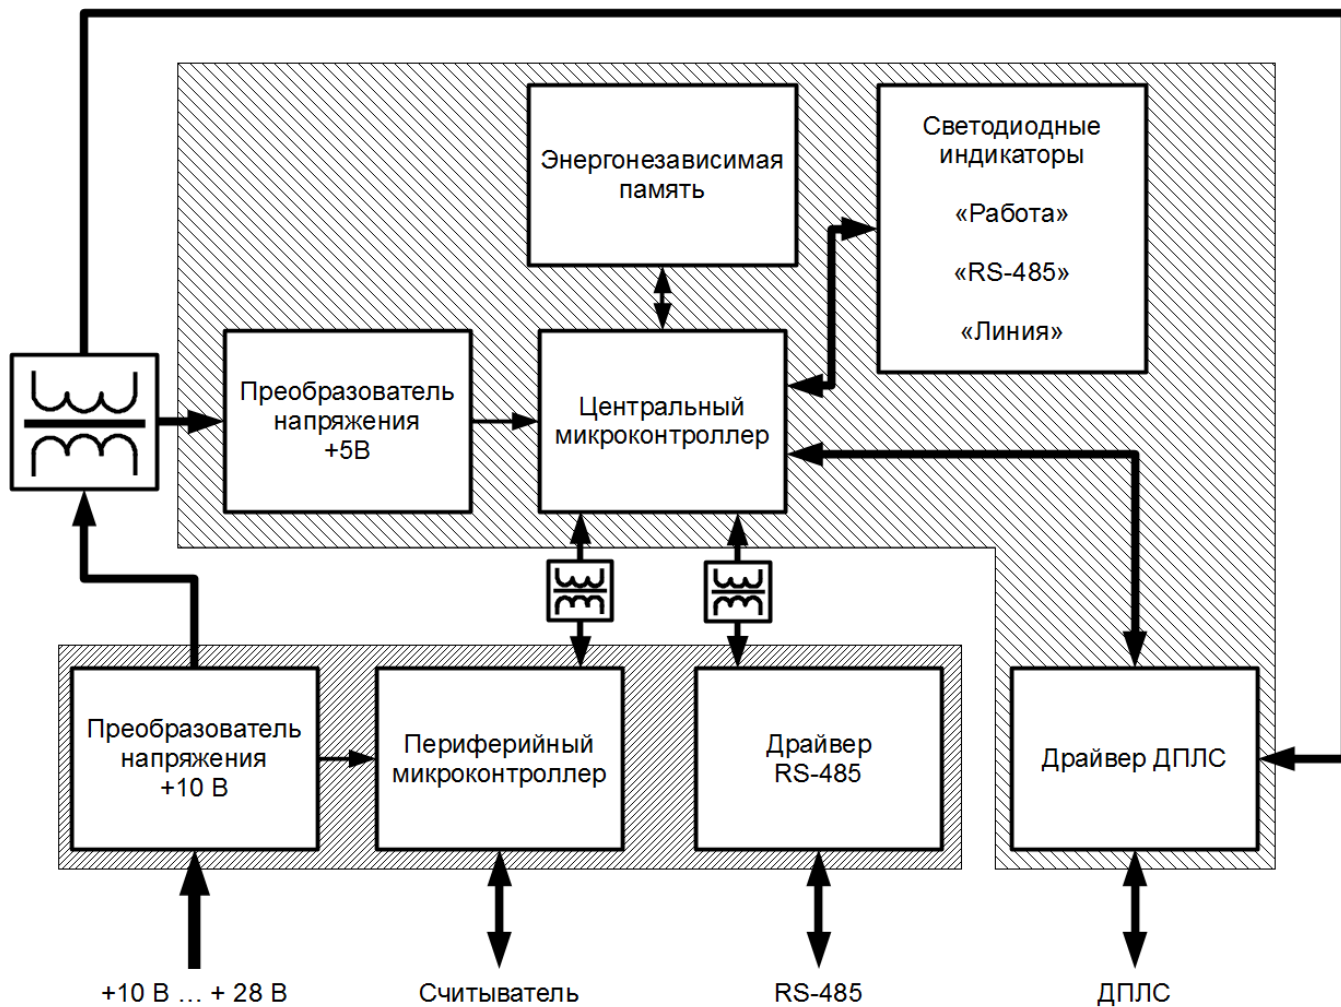 Энергонезависимая
память
Светодиодные
индикаторы
«Работа»
«RS-485»
«Линия»
Преобразователь
напряжения
+5В
Центральный
микроконтроллер
Преобразователь
напряжения
+10 В
Периферийный
микроконтроллер
Драйвер
RS-485
Драйвер ДПЛС
+10 В ... + 28 В
Считыватель
RS-485
ДПЛС